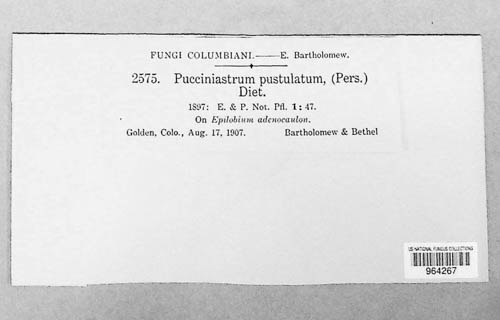 FUNGI COLUMBIANI.——E. Bartholomew.
2575. Pucciniastrum pustulatum, (Pers.)
Diet.
1897: E. & P. Not. Pfl. 1: 47.
On Epilobium adenocaulon.
Golden, Colo., Aug. 17, 1907. Bartholomew & Bethel
US NATIONAL FUNGUS COLLECTIONS
964267